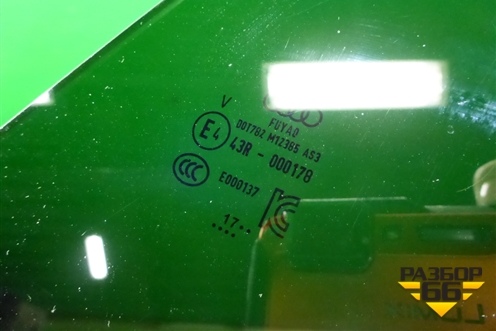 V
FUYAO
DOT782 M12365 AS3
E4
43R - 000178
CCC
E000137
17..
....
РАЗБОР
66